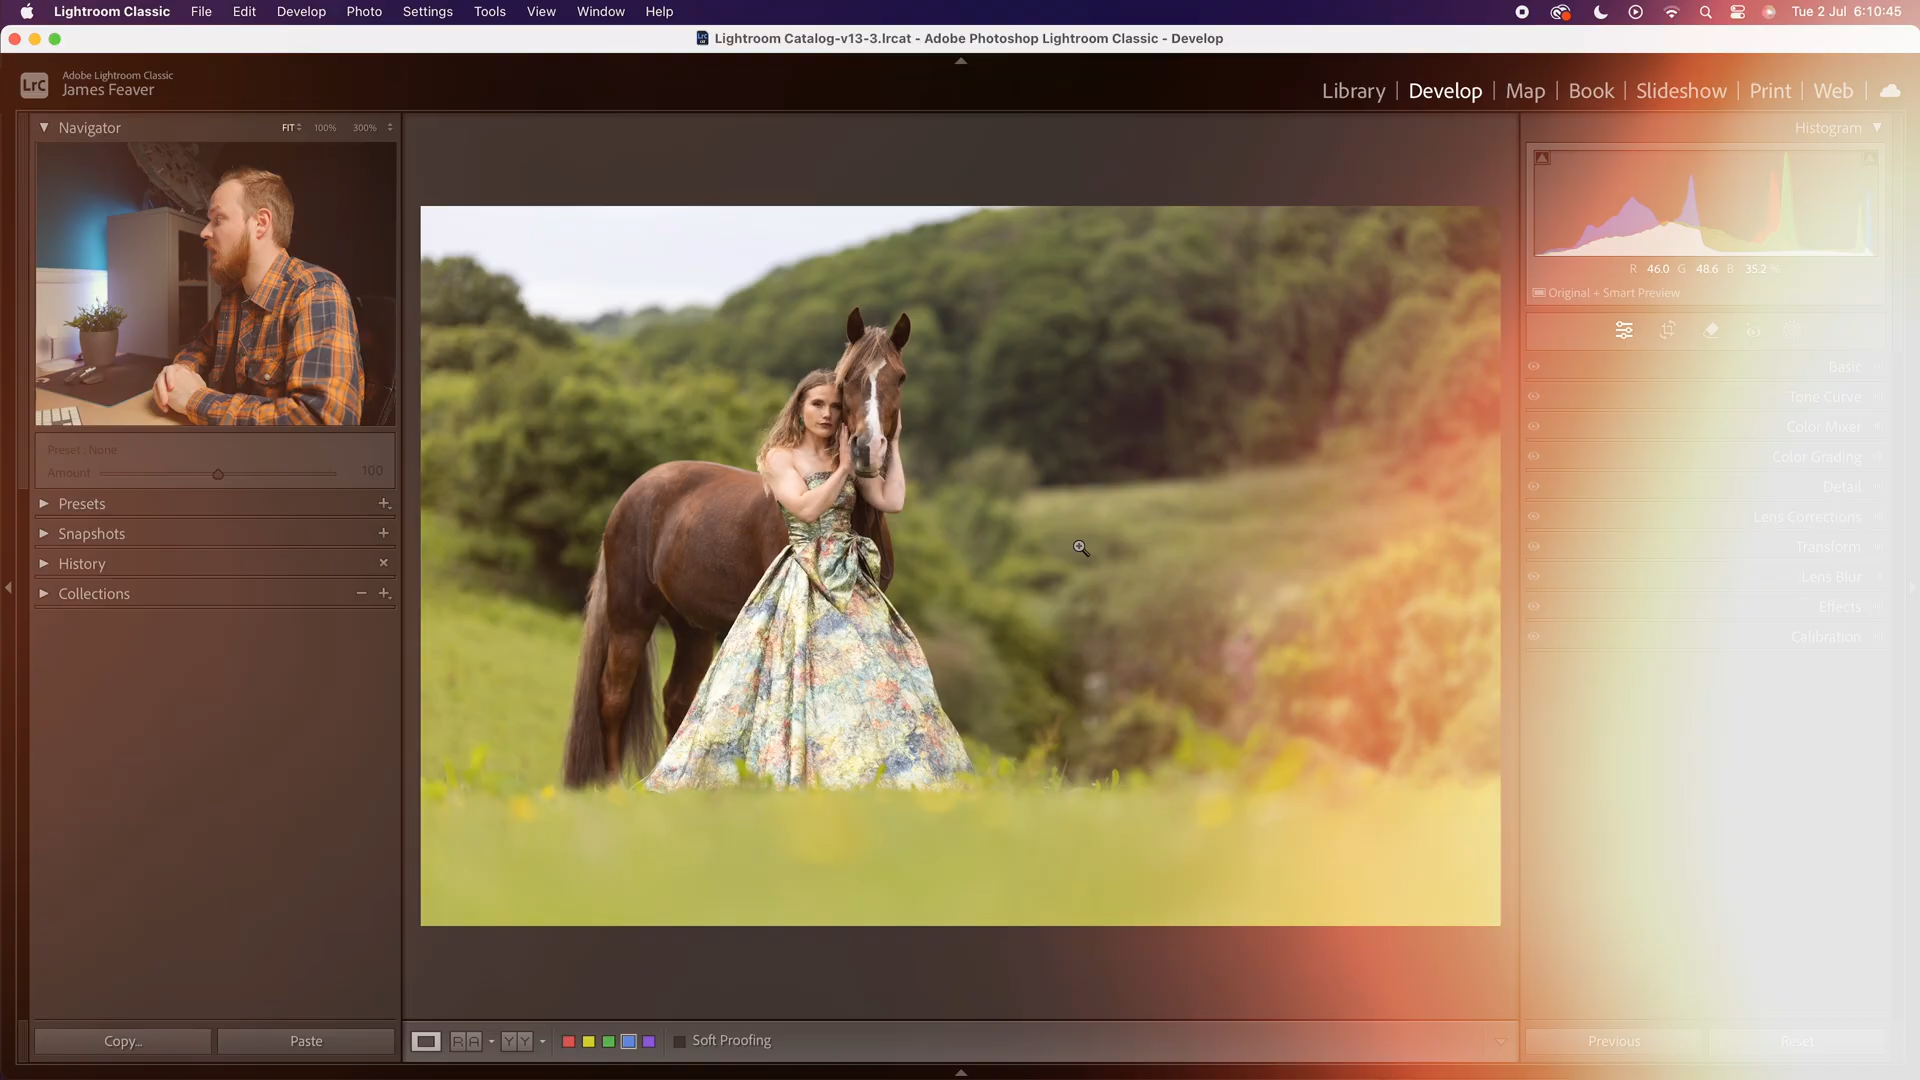 Lightroom Classic File Edit Develop Photo Settings Tools View Window Help Tue 2 Jul 6:10:45
Lightroom Catalog-v13-3.lrcat - Adobe Photoshop Lightroom Classic - Develop
LrC
Adobe Lightroom Classic
James Feaver
Library | Develop | Map | Book | Slideshow | Print | Web
Navigator FIT 100% 300%
Histogram
R 46.0 G 48.6 B 35.2 %
Original + Smart Preview
Preset : None
Amount 100
Presets
Snapshots
History
Collections
Basic
Tone Curve
Color Mixer
Color Grading
Detail
Lens Corrections
Transform
Lens Blur
Effects
Calibration
Copy... Paste
R A Y Y Soft Proofing
Previous Reset